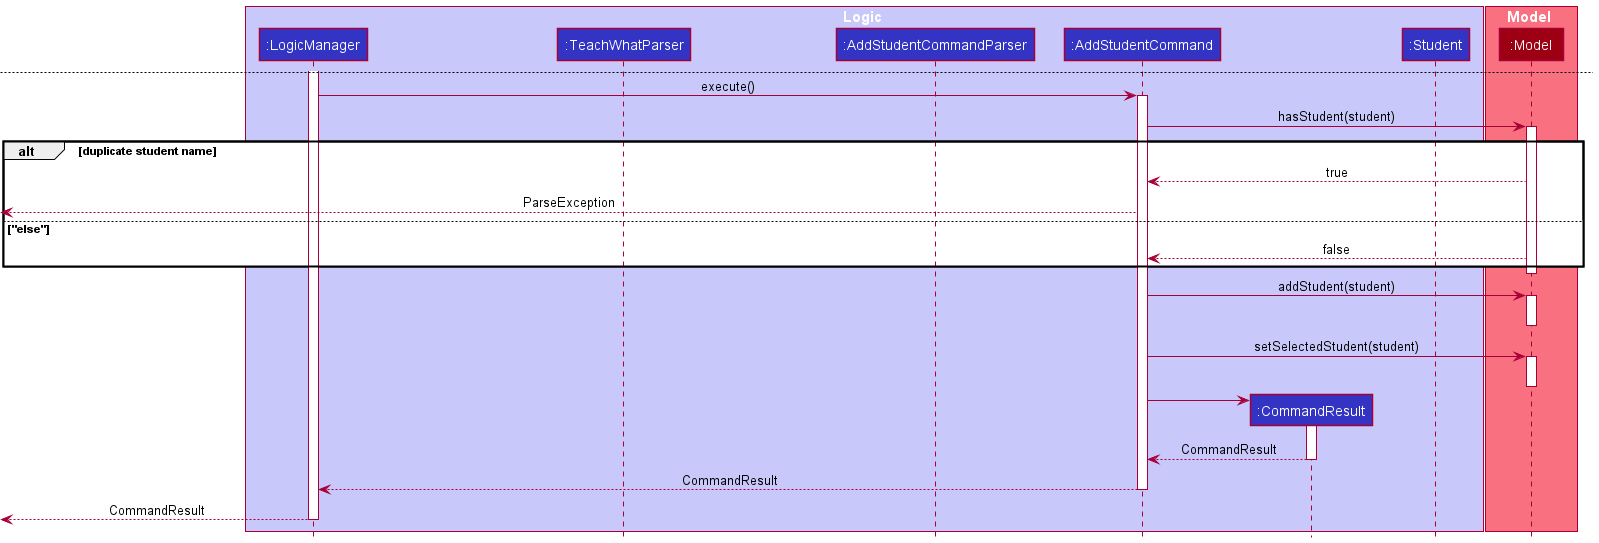 Logic
Model
:LogicManager
:TeachWhatParser
:AddStudentCommandParser
:AddStudentCommand
:Student
:Model
execute()
hasStudent(student)
alt
[duplicate student name]
true
ParseException
["else"]
false
addStudent(student)
setSelectedStudent(student)
:CommandResult
CommandResult
CommandResult
CommandResult